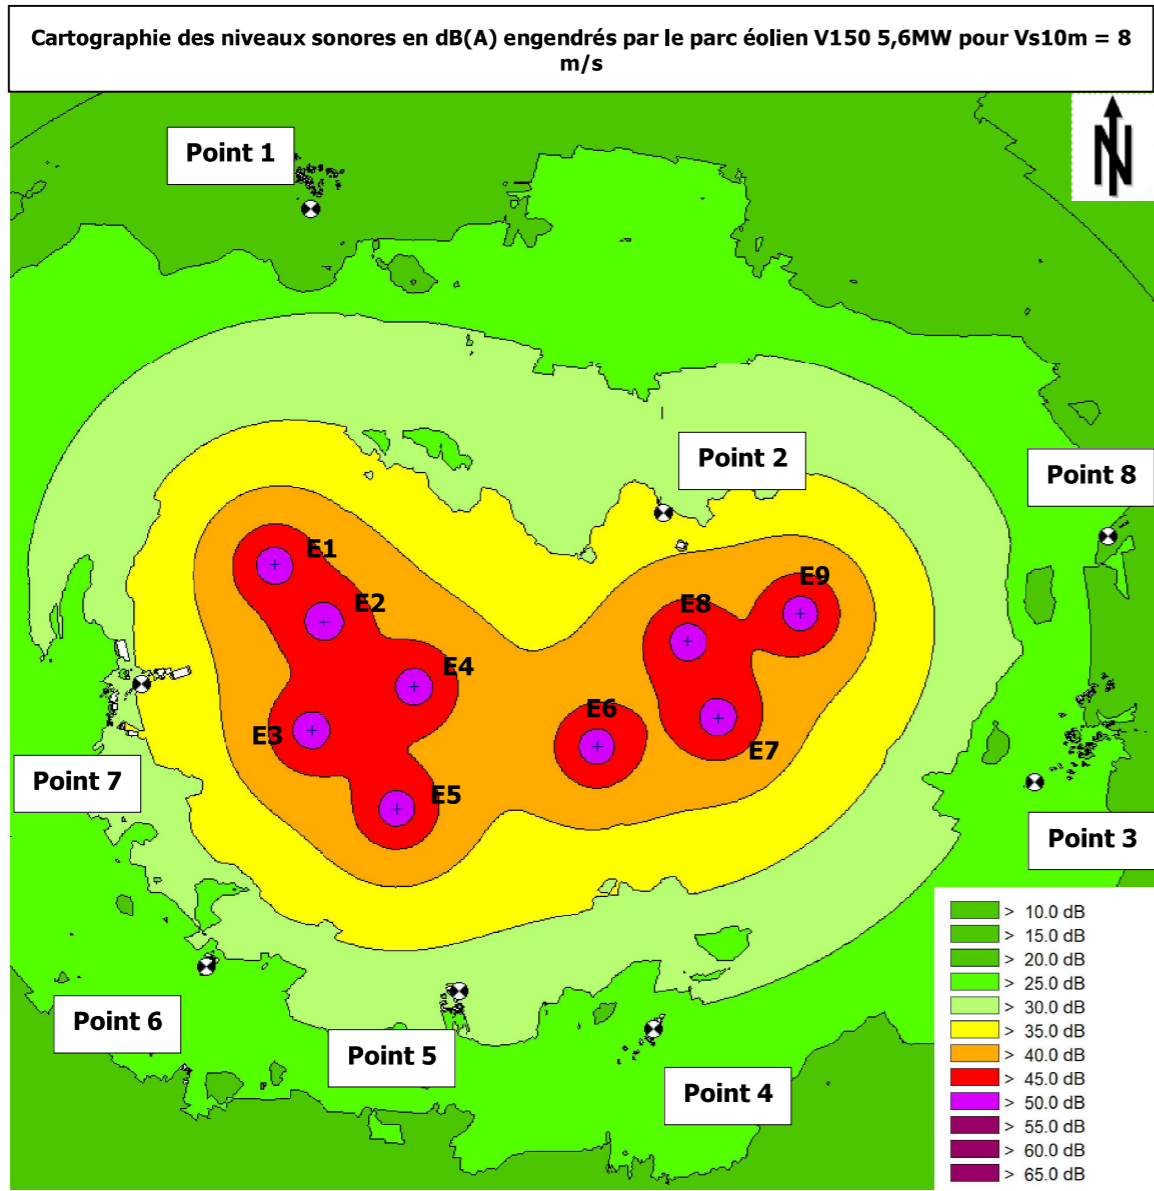 Cartographie des niveaux sonores en dB(A) engendrés par le parc éolien V150 5,6MW pour Vs10m = 8
m/s
N
Point 1
Point 2
Point 8
E1
E2
E9
E8
E4
E6
E3
E7
Point 7
E5
Point 3
Point 6
Point 5
Point 4
> 10.0 dB
> 15.0 dB
> 20.0 dB
> 25.0 dB
> 30.0 dB
> 35.0 dB
> 40.0 dB
> 45.0 dB
> 50.0 dB
> 55.0 dB
> 60.0 dB
> 65.0 dB